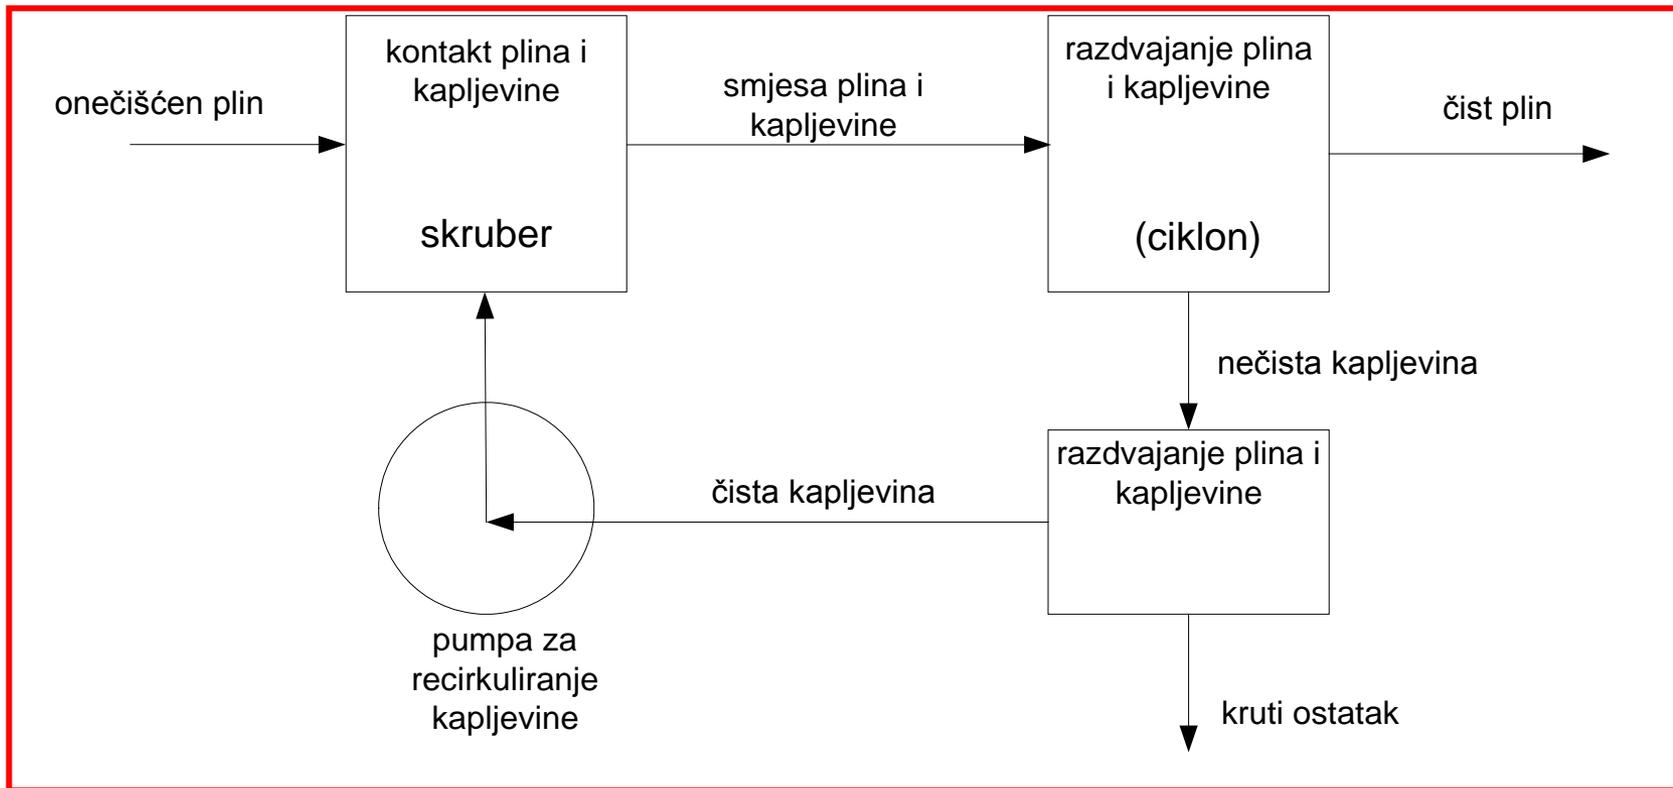 onečišćen plin
kontakt plina i
kapljevine
skruber
smjesa plina i
kapljevine
razdvajanje plina
i kapljevine
(ciklon)
čist plin
nečista kapljevina
razdvajanje plina i
kapljevine
čista kapljevina
pumpa za
recirkuliranje
kapljevine
kruti ostatak